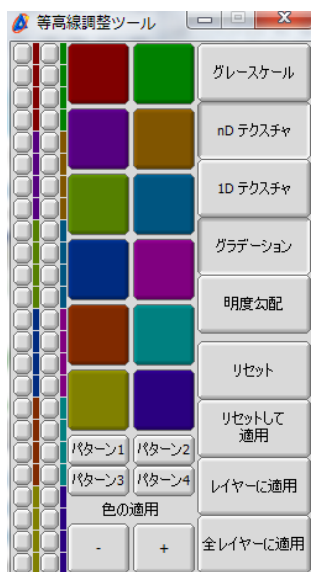 等高線調整ツール
グレースケール
nD テクスチャ
1D テクスチャ
グラデーション
明度勾配
リセット
リセットして
適用
パターン1
パターン2
パターン3
パターン4
レイヤーに適用
色の適用
-
+
全レイヤーに適用